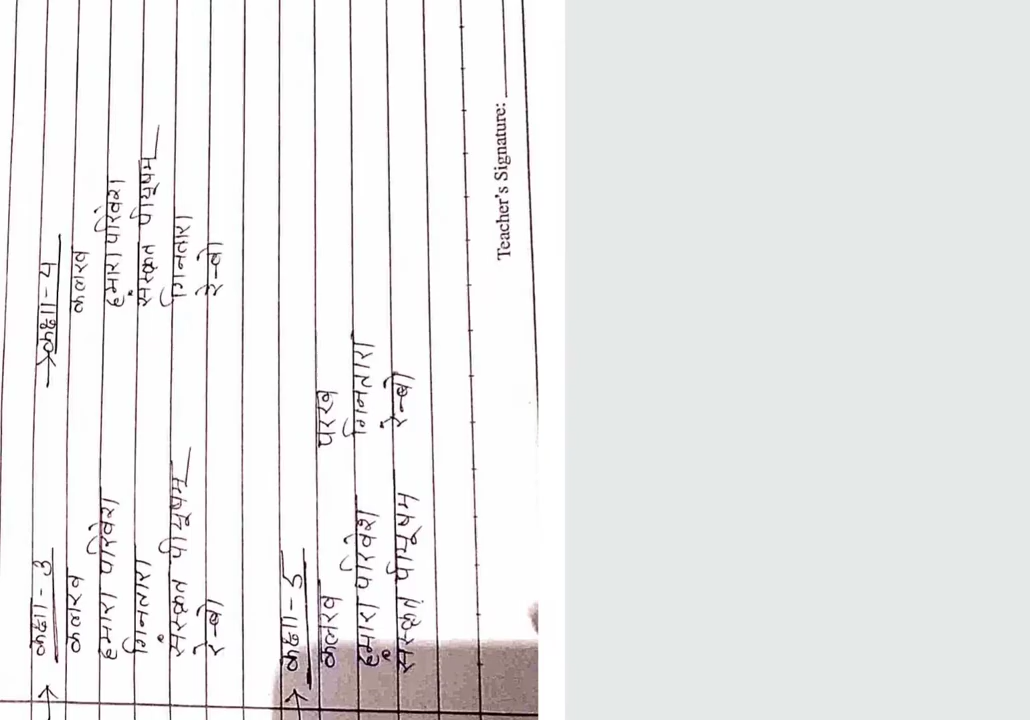 → कक्षा - 3
कलरव
हमारा परिवेश
गिनतारा
संस्कृत पीयूषम
रेन्बो
→ कक्षा - 4
कलरव
हमारा परिवेश
संस्कृत पीयूषम
गिनतारा
रेन्बो
→ कक्षा - 5
कलरव परख
हमारा परिवेश गिनतारा
संस्कृत पीयूषम रेन्बो
Teacher's Signature: